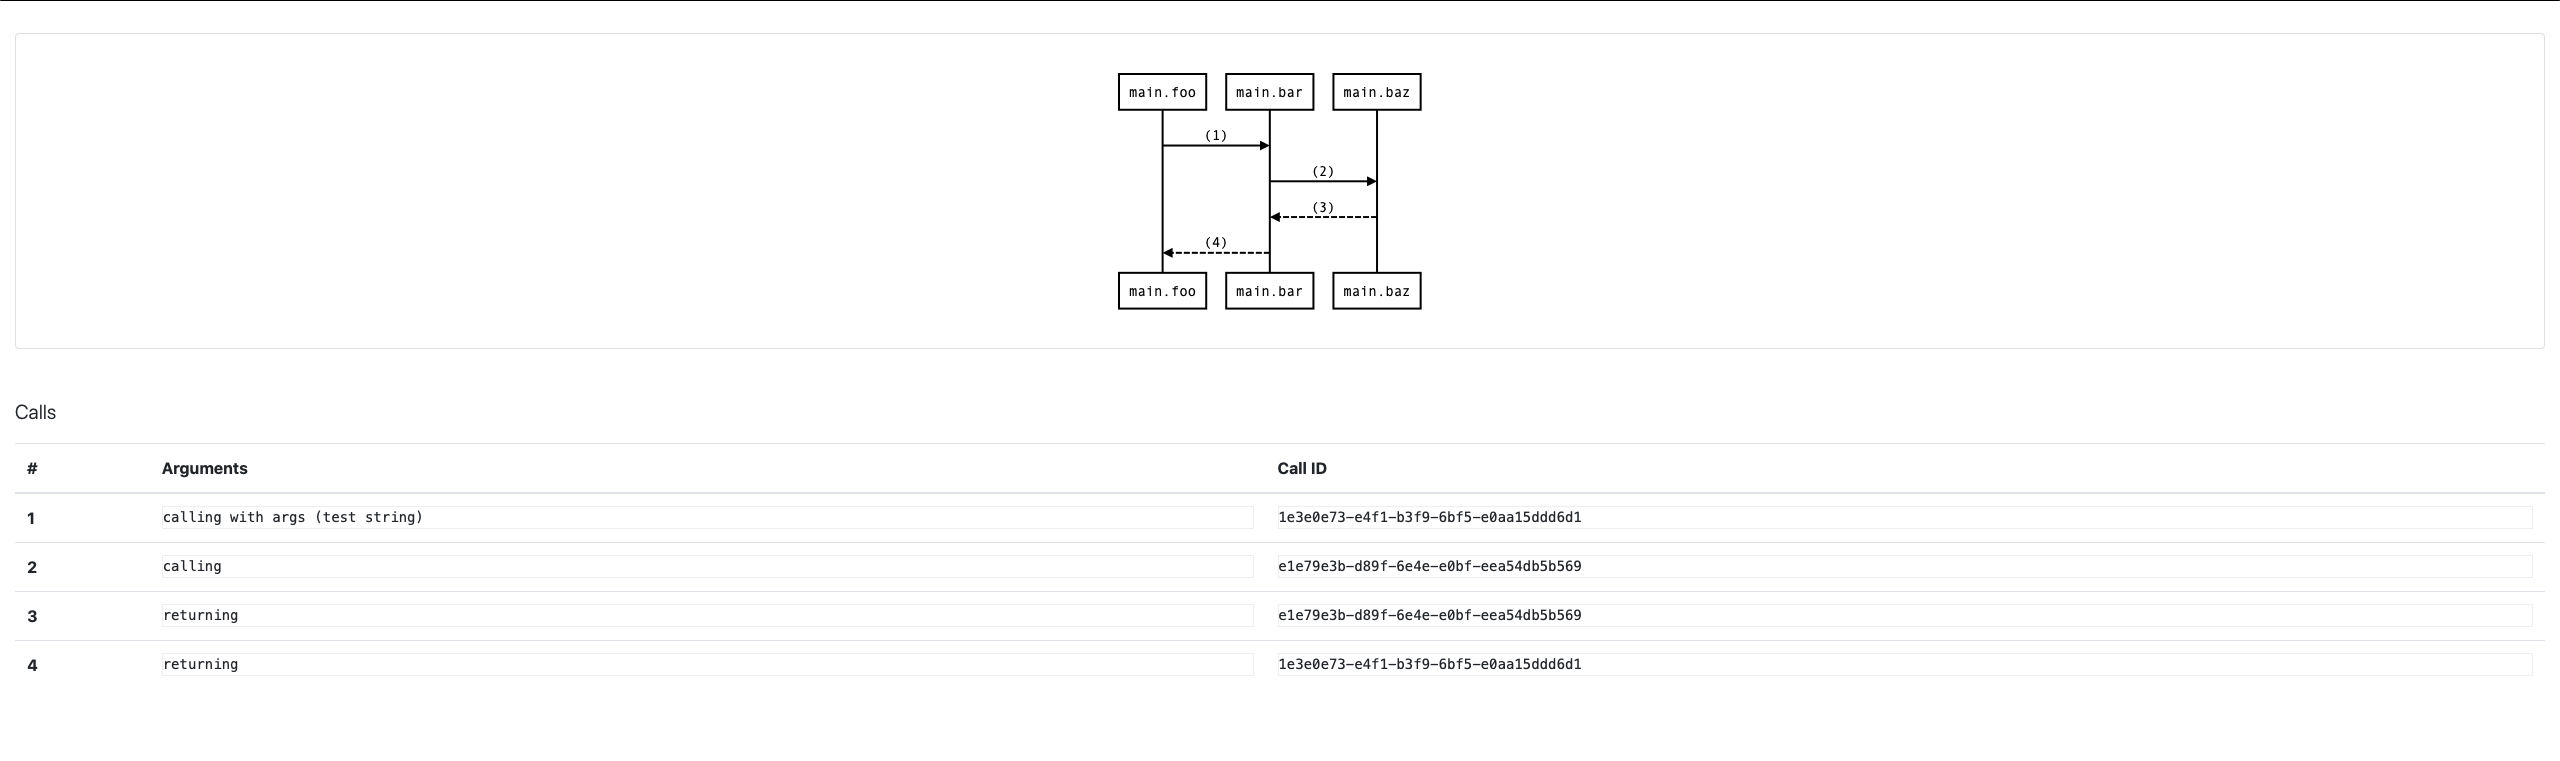 main.foo main.bar main.baz
(1)
(2)
(3)
(4)
main.foo main.bar main.baz
Calls
# Arguments Call ID
1 calling with args (test string) 1e3e0e73-e4f1-b3f9-6bf5-e0aa15ddd6d1
2 calling e1e79e3b-d89f-6e4e-e0bf-eea54db5b569
3 returning e1e79e3b-d89f-6e4e-e0bf-eea54db5b569
4 returning 1e3e0e73-e4f1-b3f9-6bf5-e0aa15ddd6d1